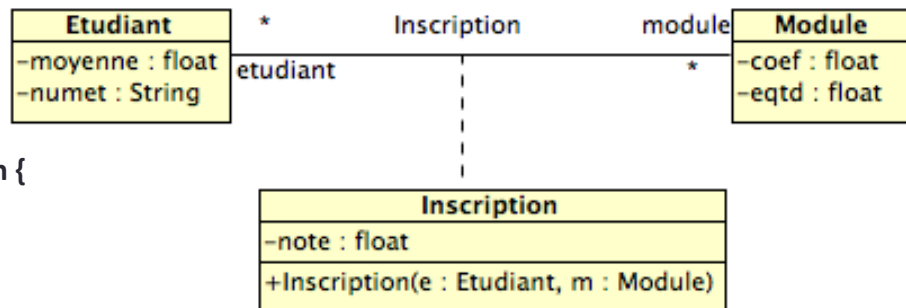 Etudiant
-moyenne : float
-numet : String
*
etudiant
Inscription
module
*
Module
-coef : float
-eqtd : float
n {
Inscription
-note : float
+Inscription(e : Etudiant, m : Module)